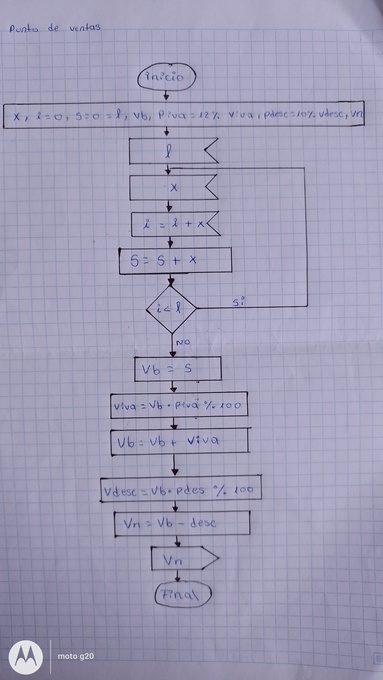 Punto de ventas
inicio
x, i=0, S=0 = l, Vb, Piva=12% Viva, Pdesc=10%. Vdesc, Vn
l
x
i = i + x
S = S + x
i < l
Si
NO
Vb = S
Viva = Vb * Piva % 100
Vb = Vb + Viva
Vdesc = Vb * Pdes % 100
Vn = Vb - desc
Vn
Final
moto g20